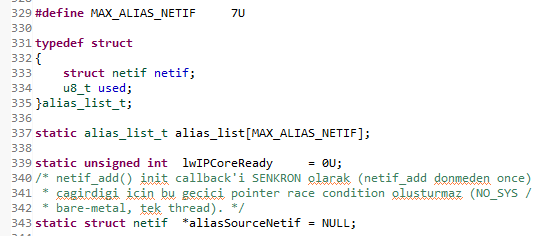 329 #define MAX_ALIAS_NETIF     7U
330
331 typedef struct
332 {
333     struct netif netif;
334     u8_t used;
335 }alias_list_t;
336
337 static alias_list_t alias_list[MAX_ALIAS_NETIF];
338
339 static unsigned int  lwIPCoreReady     = 0U;
340 /* netif_add() init callback'i SENKRON olarak (netif_add donmeden once)
341  * cagirdigi icin bu gecici pointer race condition olusturmaz (NO_SYS /
342  * bare-metal, tek thread). */
343 static struct netif  *aliasSourceNetif = NULL;